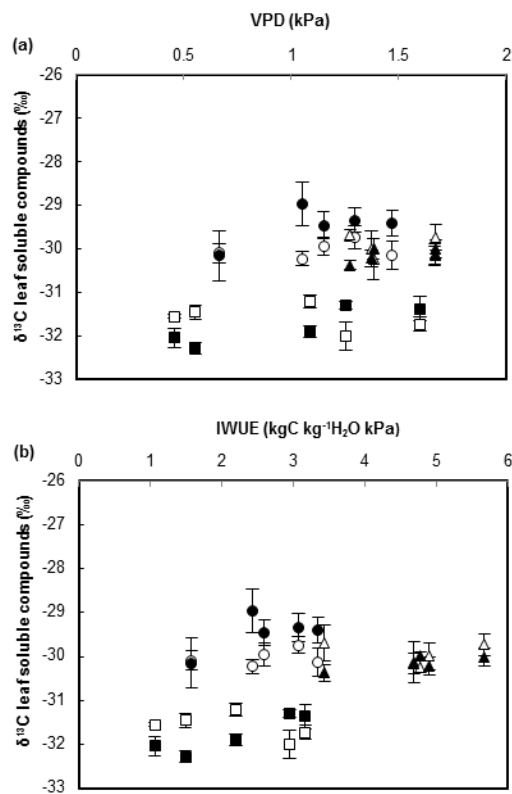 VPD (kPa)
(a)
0 0.5 1 1.5 2
-26
-27
-28
-29
-30
-31
-32
-33
δ¹³C leaf soluble compounds (‰)
IWUE (kgC kg⁻¹H₂O kPa)
(b)
0 1 2 3 4 5 6
-26
-27
-28
-29
-30
-31
-32
-33
δ¹³C leaf soluble compounds (‰)